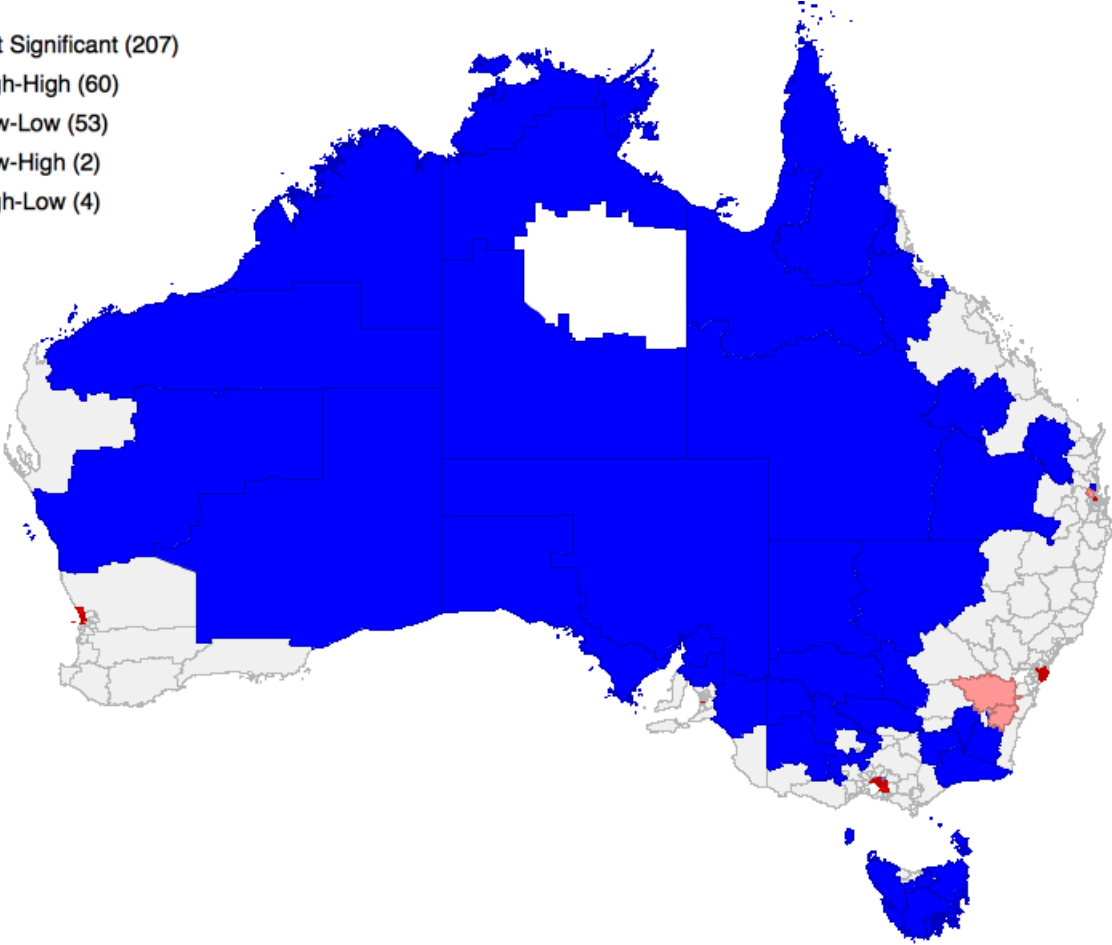 t Significant (207)
gh-High (60)
w-Low (53)
w-High (2)
gh-Low (4)